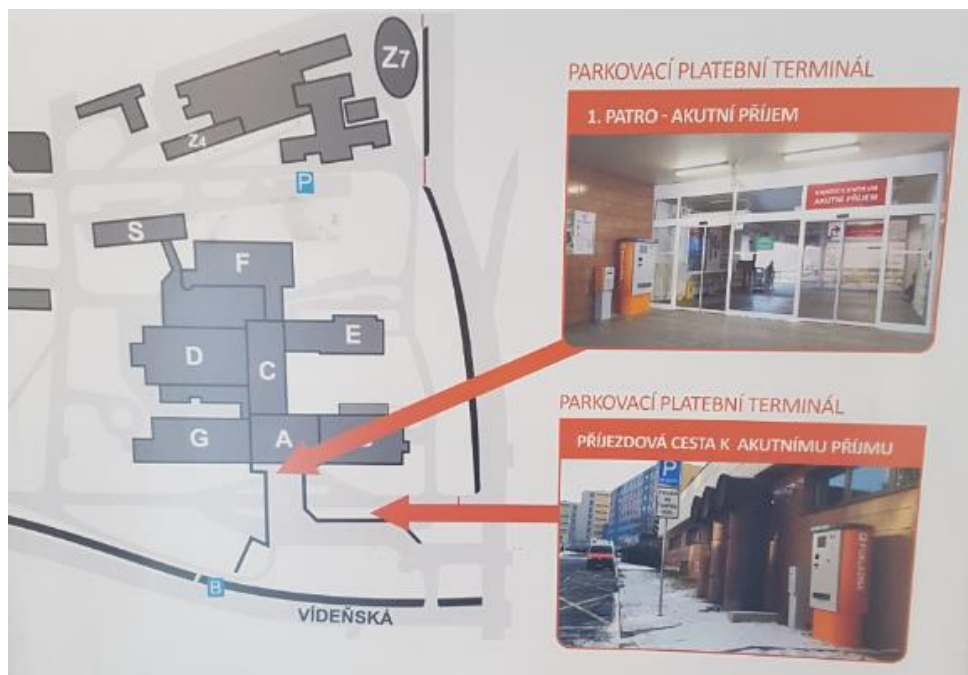 Z7
Z4
P
S
F
E
D
C
G
A
B
VÍDEŇSKÁ
PARKOVACÍ PLATEBNÍ TERMINÁL
1. PATRO - AKUTNÍ PŘÍJEM
AKUTNÍ PŘÍJEM
PARKOVACÍ PLATEBNÍ TERMINÁL
PŘÍJEZDOVÁ CESTA K AKUTNÍMU PŘÍJMU
P